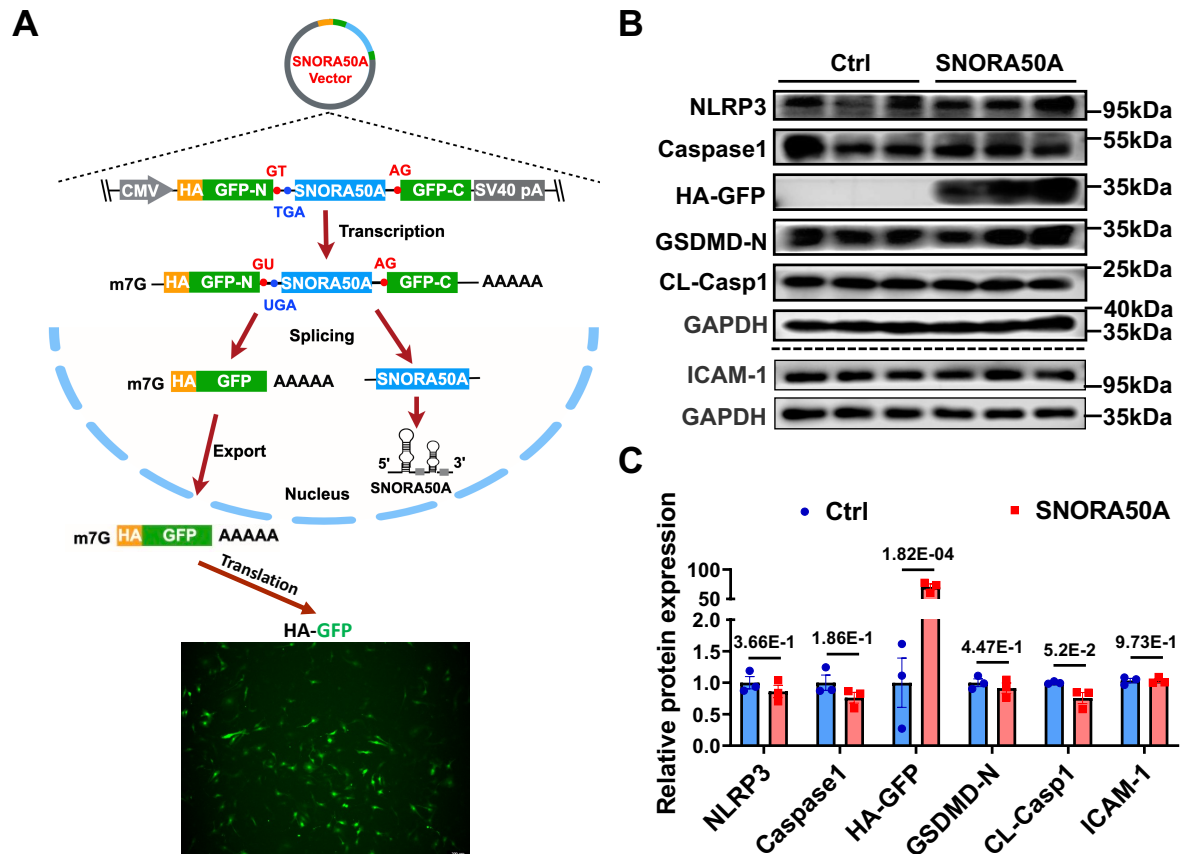 A
SNORA50A
Vector
GT
AG
CMV
HA
GFP-N
SNORA50A
GFP-C
SV40 pA
TGA
Transcription
GU
AG
m7G
HA
GFP-N
SNORA50A
GFP-C
AAAAA
UGA
Splicing
m7G
HA
GFP
AAAAA
SNORA50A
Export
5'
3'
SNORA50A
Nucleus
m7G
HA
GFP
AAAAA
Translation
HA-GFP
B
Ctrl
SNORA50A
NLRP3
95kDa
Caspase1
55kDa
HA-GFP
35kDa
GSDMD-N
35kDa
CL-Casp1
25kDa
GAPDH
40kDa
35kDa
ICAM-1
95kDa
GAPDH
35kDa
C
Ctrl
SNORA50A
Relative protein expression
100
50
2.0
1.5
1.0
0.5
0.0
3.66E-1
1.86E-1
1.82E-04
4.47E-1
5.2E-2
9.73E-1
NLRP3
Caspase1
HA-GFP
GSDMD-N
CL-Casp1
ICAM-1